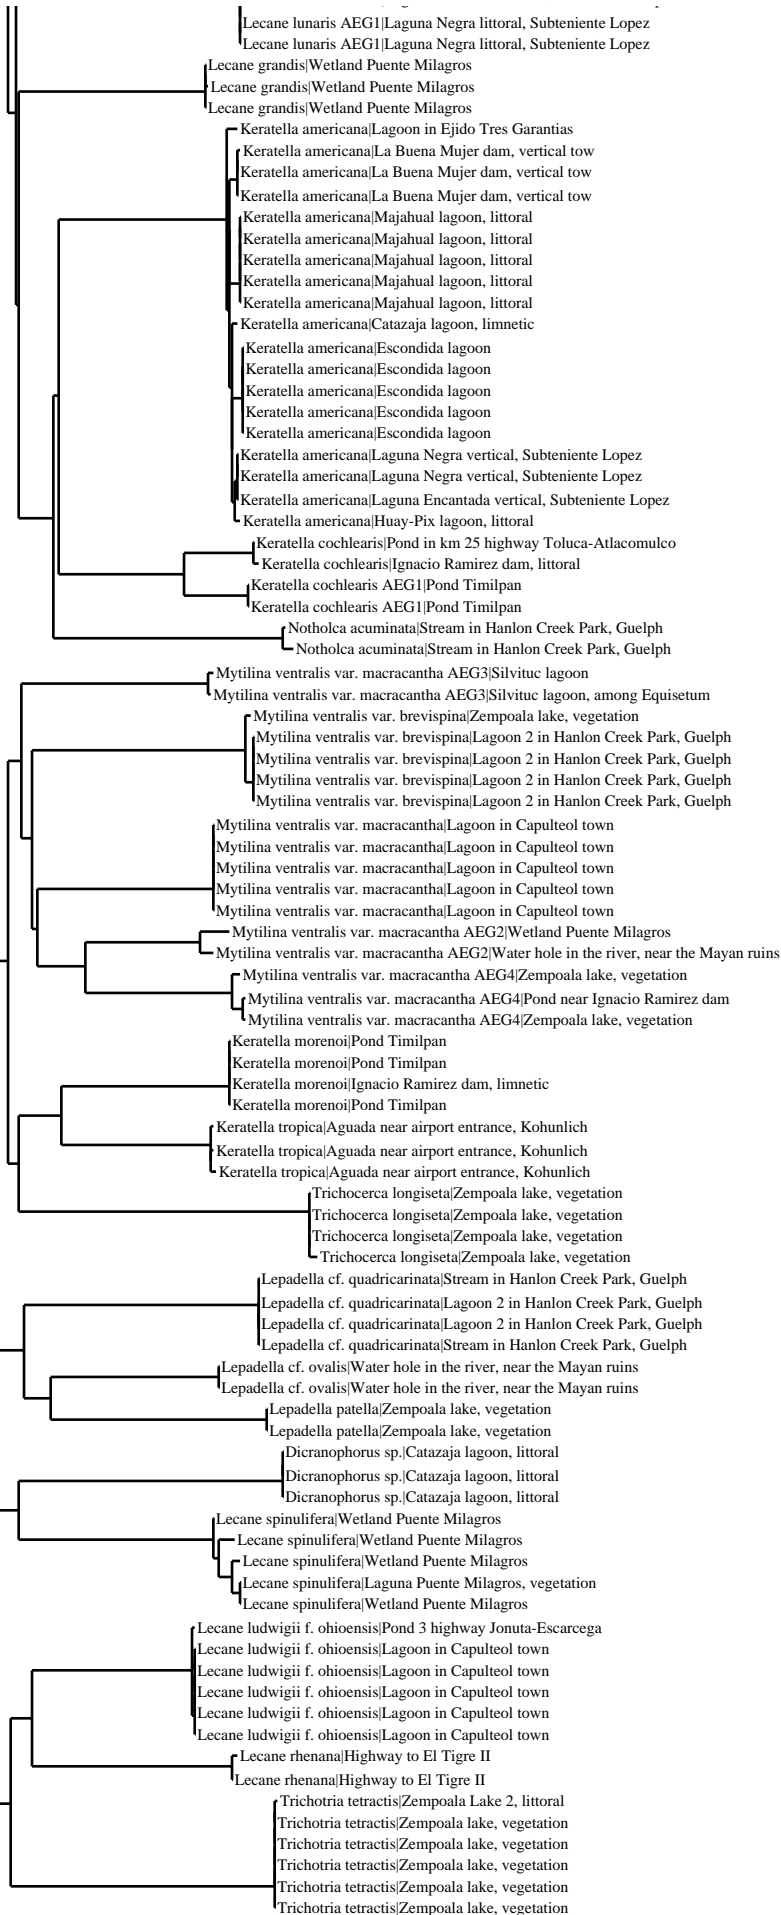 Lecane lunaris AEG1|Laguna Negra littoral, Subteniente Lopez
Lecane lunaris AEG1|Laguna Negra littoral, Subteniente Lopez
Lecane grandis|Wetland Puente Milagros
Lecane grandis|Wetland Puente Milagros
Lecane grandis|Wetland Puente Milagros
Keratella americana|Lagoon in Ejido Tres Garantias
Keratella americana|La Buena Mujer dam, vertical tow
Keratella americana|La Buena Mujer dam, vertical tow
Keratella americana|La Buena Mujer dam, vertical tow
Keratella americana|Majahual lagoon, littoral
Keratella americana|Majahual lagoon, littoral
Keratella americana|Majahual lagoon, littoral
Keratella americana|Majahual lagoon, littoral
Keratella americana|Majahual lagoon, littoral
Keratella americana|Catazaja lagoon, limnetic
Keratella americana|Escondida lagoon
Keratella americana|Escondida lagoon
Keratella americana|Escondida lagoon
Keratella americana|Escondida lagoon
Keratella americana|Escondida lagoon
Keratella americana|Laguna Negra vertical, Subteniente Lopez
Keratella americana|Laguna Negra vertical, Subteniente Lopez
Keratella americana|Laguna Encantada vertical, Subteniente Lopez
Keratella americana|Huay-Pix lagoon, littoral
Keratella cochlearis|Pond in km 25 highway Toluca-Atlacomulco
Keratella cochlearis|Ignacio Ramirez dam, littoral
Keratella cochlearis AEG1|Pond Timilpan
Keratella cochlearis AEG1|Pond Timilpan
Notholca acuminata|Stream in Hanlon Creek Park, Guelph
Notholca acuminata|Stream in Hanlon Creek Park, Guelph
Mytilina ventralis var. macracantha AEG3|Silvituc lagoon
Mytilina ventralis var. macracantha AEG3|Silvituc lagoon, among Equisetum
Mytilina ventralis var. brevispina|Zempoala lake, vegetation
Mytilina ventralis var. brevispina|Lagoon 2 in Hanlon Creek Park, Guelph
Mytilina ventralis var. brevispina|Lagoon 2 in Hanlon Creek Park, Guelph
Mytilina ventralis var. brevispina|Lagoon 2 in Hanlon Creek Park, Guelph
Mytilina ventralis var. brevispina|Lagoon 2 in Hanlon Creek Park, Guelph
Mytilina ventralis var. macracantha|Lagoon in Capulteol town
Mytilina ventralis var. macracantha|Lagoon in Capulteol town
Mytilina ventralis var. macracantha|Lagoon in Capulteol town
Mytilina ventralis var. macracantha|Lagoon in Capulteol town
Mytilina ventralis var. macracantha|Lagoon in Capulteol town
Mytilina ventralis var. macracantha AEG2|Wetland Puente Milagros
Mytilina ventralis var. macracantha AEG2|Water hole in the river, near the Mayan ruins
Mytilina ventralis var. macracantha AEG4|Zempoala lake, vegetation
Mytilina ventralis var. macracantha AEG4|Pond near Ignacio Ramirez dam
Mytilina ventralis var. macracantha AEG4|Zempoala lake, vegetation
Keratella morenoi|Pond Timilpan
Keratella morenoi|Pond Timilpan
Keratella morenoi|Ignacio Ramirez dam, limnetic
Keratella morenoi|Pond Timilpan
Keratella tropica|Aguada near airport entrance, Kohunlich
Keratella tropica|Aguada near airport entrance, Kohunlich
Keratella tropica|Aguada near airport entrance, Kohunlich
Trichocerca longiseta|Zempoala lake, vegetation
Trichocerca longiseta|Zempoala lake, vegetation
Trichocerca longiseta|Zempoala lake, vegetation
Trichocerca longiseta|Zempoala lake, vegetation
Lepadella cf. quadricarinata|Stream in Hanlon Creek Park, Guelph
Lepadella cf. quadricarinata|Lagoon 2 in Hanlon Creek Park, Guelph
Lepadella cf. quadricarinata|Lagoon 2 in Hanlon Creek Park, Guelph
Lepadella cf. quadricarinata|Stream in Hanlon Creek Park, Guelph
Lepadella cf. ovalis|Water hole in the river, near the Mayan ruins
Lepadella cf. ovalis|Water hole in the river, near the Mayan ruins
Lepadella patella|Zempoala lake, vegetation
Lepadella patella|Zempoala lake, vegetation
Dicranophorus sp.|Catazaja lagoon, littoral
Dicranophorus sp.|Catazaja lagoon, littoral
Dicranophorus sp.|Catazaja lagoon, littoral
Lecane spinulifera|Wetland Puente Milagros
Lecane spinulifera|Wetland Puente Milagros
Lecane spinulifera|Wetland Puente Milagros
Lecane spinulifera|Laguna Puente Milagros, vegetation
Lecane spinulifera|Wetland Puente Milagros
Lecane ludwigii f. ohioensis|Pond 3 highway Jonuta-Escarcega
Lecane ludwigii f. ohioensis|Lagoon in Capulteol town
Lecane ludwigii f. ohioensis|Lagoon in Capulteol town
Lecane ludwigii f. ohioensis|Lagoon in Capulteol town
Lecane ludwigii f. ohioensis|Lagoon in Capulteol town
Lecane ludwigii f. ohioensis|Lagoon in Capulteol town
Lecane rhenana|Highway to El Tigre II
Lecane rhenana|Highway to El Tigre II
Trichotria tetractis|Zempoala Lake 2, littoral
Trichotria tetractis|Zempoala lake, vegetation
Trichotria tetractis|Zempoala lake, vegetation
Trichotria tetractis|Zempoala lake, vegetation
Trichotria tetractis|Zempoala lake, vegetation
Trichotria tetractis|Zempoala lake, vegetation